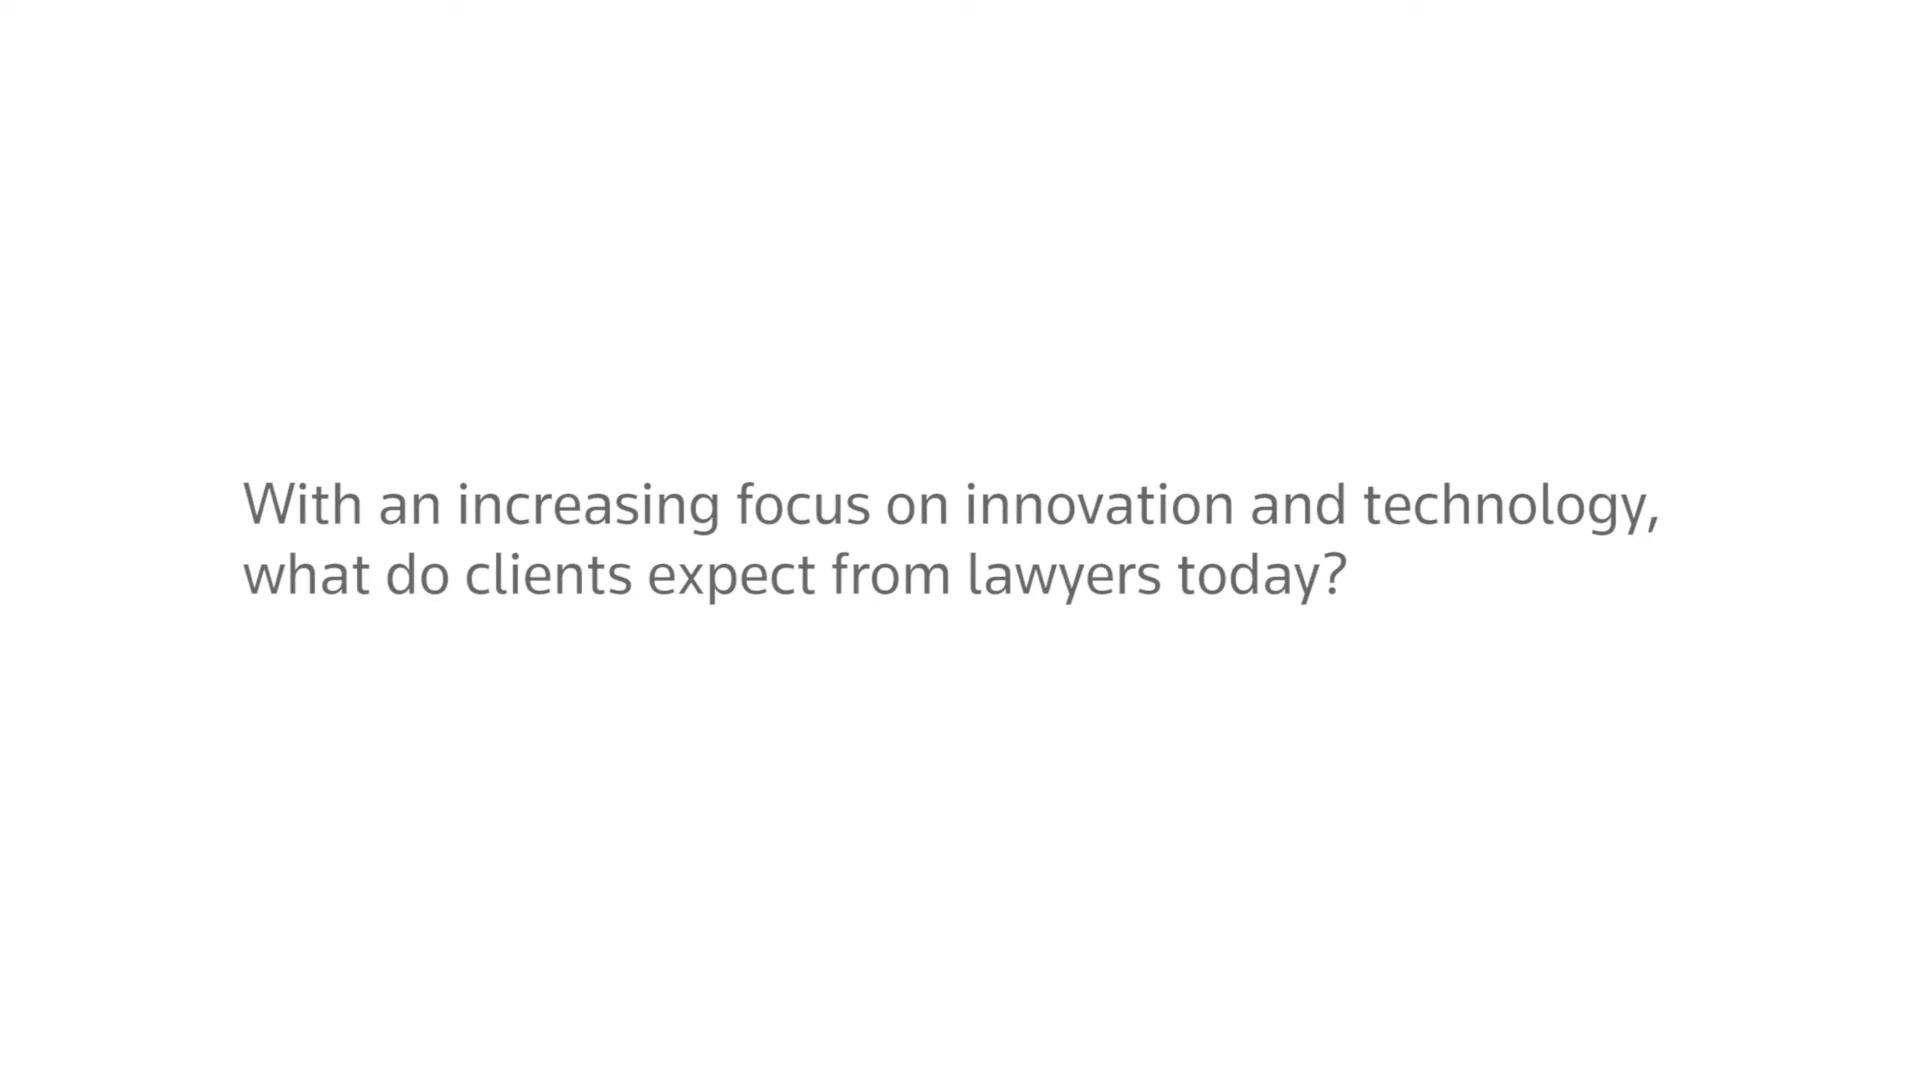 With an increasing focus on innovation and technology,
what do clients expect from lawyers today?